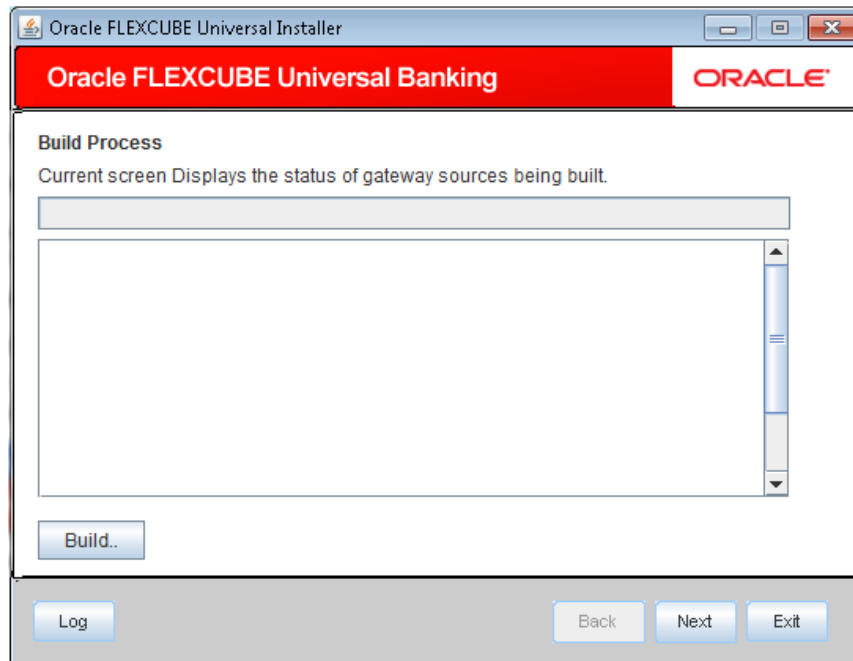 Oracle FLEXCUBE Universal Installer
Oracle FLEXCUBE Universal Banking
ORACLE
Build Process
Current screen Displays the status of gateway sources being built.
Build..
Log Back Next Exit